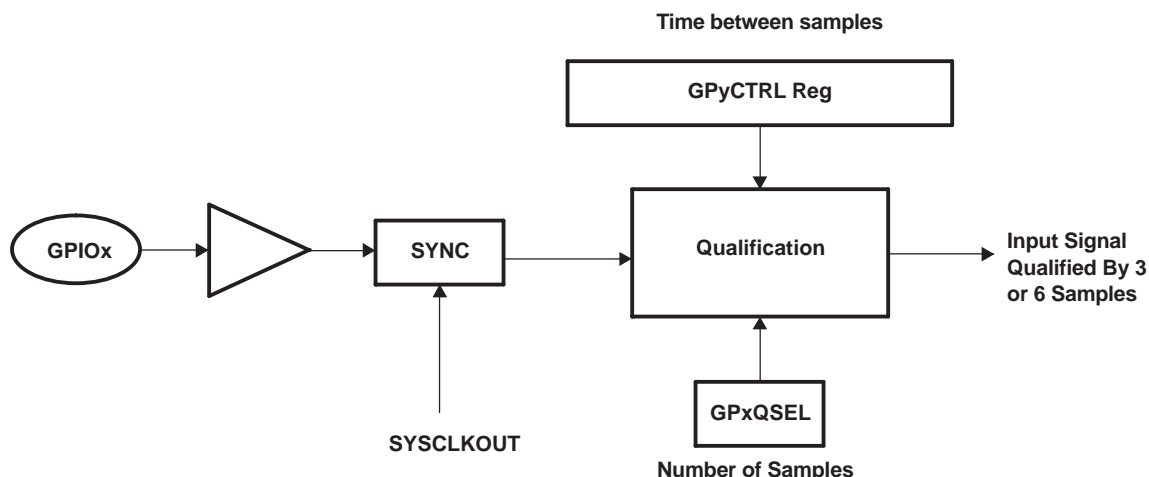 Time between samples
GPyCTRL Reg
GPIOx
SYNC
Qualification
Input Signal
Qualified By 3
or 6 Samples
GPxQSEL
SYSCLKOUT
Number of Samples